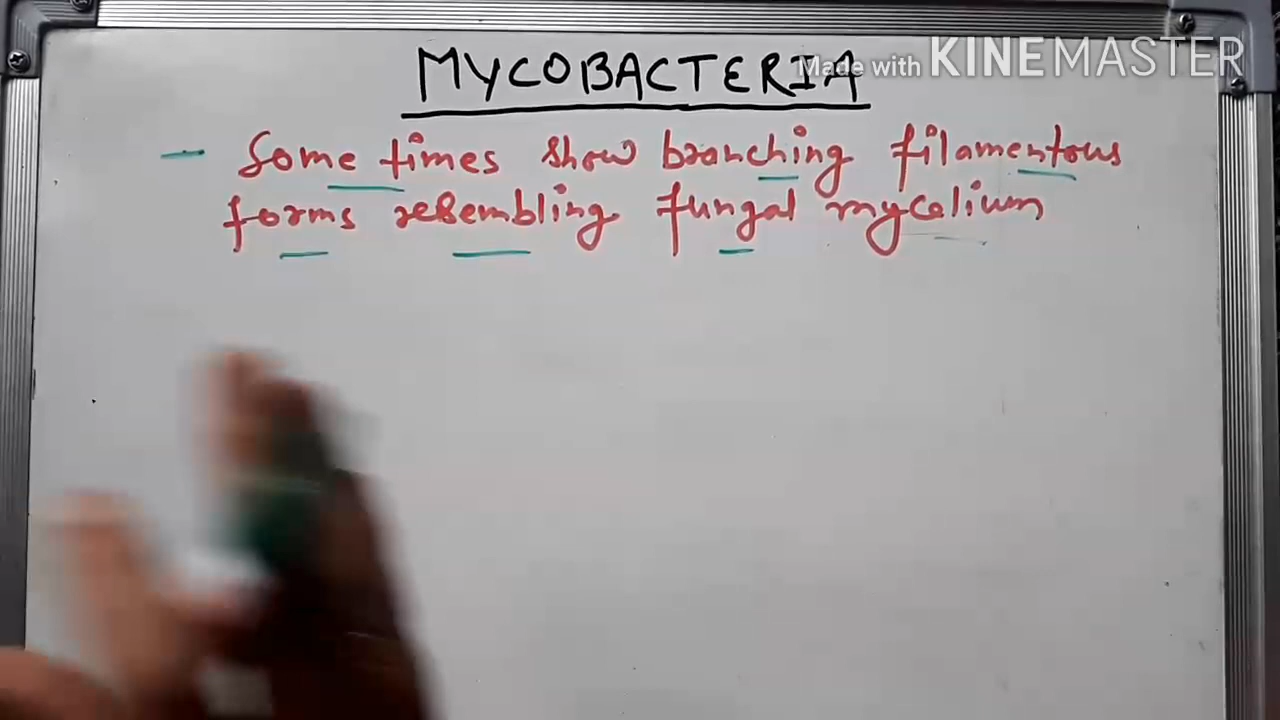 MYCOBACTERIA
Made with KINEMASTER
- Some times show branching filamentous
forms resembling fungal mycelium